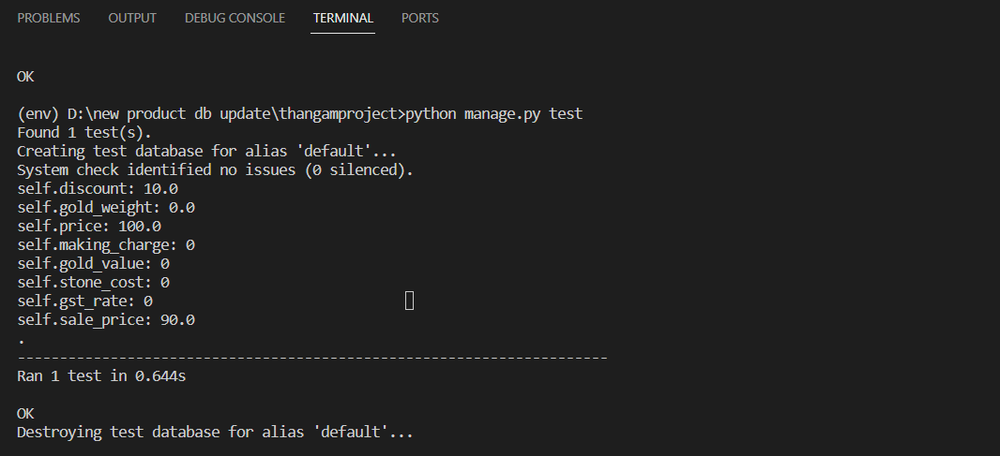 PROBLEMS OUTPUT DEBUG CONSOLE TERMINAL PORTS
OK
(env) D:\new product db update\thangamproject>python manage.py test
Found 1 test(s).
Creating test database for alias 'default'...
System check identified no issues (0 silenced).
self.discount: 10.0
self.gold_weight: 0.0
self.price: 100.0
self.making_charge: 0
self.gold_value: 0
self.stone_cost: 0
self.gst_rate: 0
self.sale_price: 90.0
.
----------------------------------------------------------------------
Ran 1 test in 0.644s
OK
Destroying test database for alias 'default'...